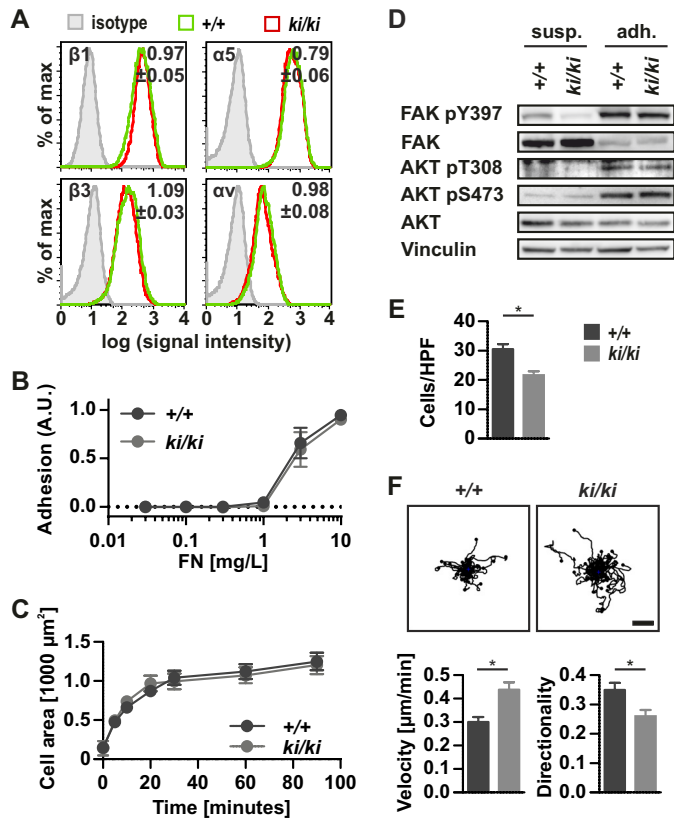 A
isotype +/+ ki/ki
β1 0.97 ±0.05
α5 0.79 ±0.06
% of max
β3 1.09 ±0.03
αv 0.98 ±0.08
% of max
0 1 2 3 4 0 1 2 3 4
log (signal intensity)
B
Adhesion (A.U.)
1.0
0.5
0.0
+/+
ki/ki
0.01 0.1 1 10
FN [mg/L]
C
Cell area [1000 µm²]
1.5
1.0
0.5
0.0
+/+
ki/ki
0 20 40 60 80 100
Time [minutes]
D
susp. adh.
+/+ ki/ki +/+ ki/ki
FAK pY397
FAK
AKT pT308
AKT pS473
AKT
Vinculin
E
Cells/HPF
40
30
20
10
0
*
+/+
ki/ki
F
+/+ ki/ki
Velocity [µm/min]
0.5
0.4
0.3
0.2
0.1
0.0
*
Directionality
0.4
0.3
0.2
0.1
0.0
*